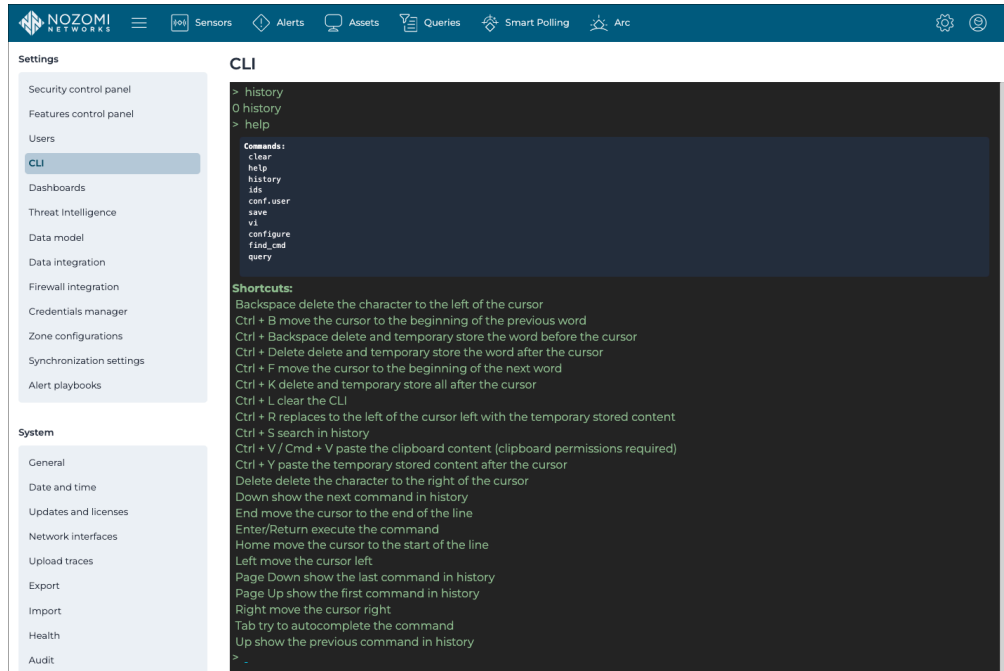 NOZOMI
NETWORKS
Sensors
Alerts
Assets
Queries
Smart Polling
Arc
Settings
Security control panel
Features control panel
Users
CLI
Dashboards
Threat Intelligence
Data model
Data integration
Firewall integration
Credentials manager
Zone configurations
Synchronization settings
Alert playbooks
System
General
Date and time
Updates and licenses
Network interfaces
Upload traces
Export
Import
Health
Audit
CLI
> history
0 history
> help
Commands:
clear
help
history
ids
conf.user
save
vi
configure
find_cmd
query
Shortcuts:
Backspace delete the character to the left of the cursor
Ctrl + B move the cursor to the beginning of the previous word
Ctrl + Backspace delete and temporary store the word before the cursor
Ctrl + Delete delete and temporary store the word after the cursor
Ctrl + F move the cursor to the beginning of the next word
Ctrl + K delete and temporary store all after the cursor
Ctrl + L clear the CLI
Ctrl + R replaces to the left of the cursor left with the temporary stored content
Ctrl + S search in history
Ctrl + V / Cmd + V paste the clipboard content (clipboard permissions required)
Ctrl + Y paste the temporary stored content after the cursor
Delete delete the character to the right of the cursor
Down show the next command in history
End move the cursor to the end of the line
Enter/Return execute the command
Home move the cursor to the start of the line
Left move the cursor left
Page Down show the last command in history
Page Up show the first command in history
Right move the cursor right
Tab try to autocomplete the command
Up show the previous command in history
> _